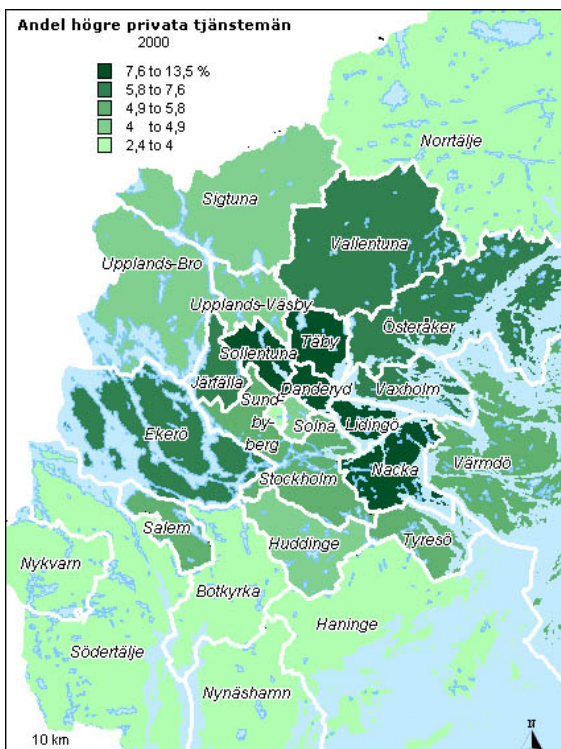 Andel högre privata tjänstemän
2000
7,6 to 13,5 %
5,8 to 7,6
4,9 to 5,8
4 to 4,9
2,4 to 4
Norrtälje
Sigtuna
Vallentuna
Upplands-Bro
Upplands-Väsby
Österåker
Täby
Sollentuna
Järfälla
Danderyd
Vaxholm
Sund-
by-
berg
Solna
Lidingö
Ekerö
Nacka
Värmdö
Stockholm
Salem
Huddinge
Tyresö
Nykvarn
Botkyrka
Haninge
Södertälje
Nynäshamn
10 km
N